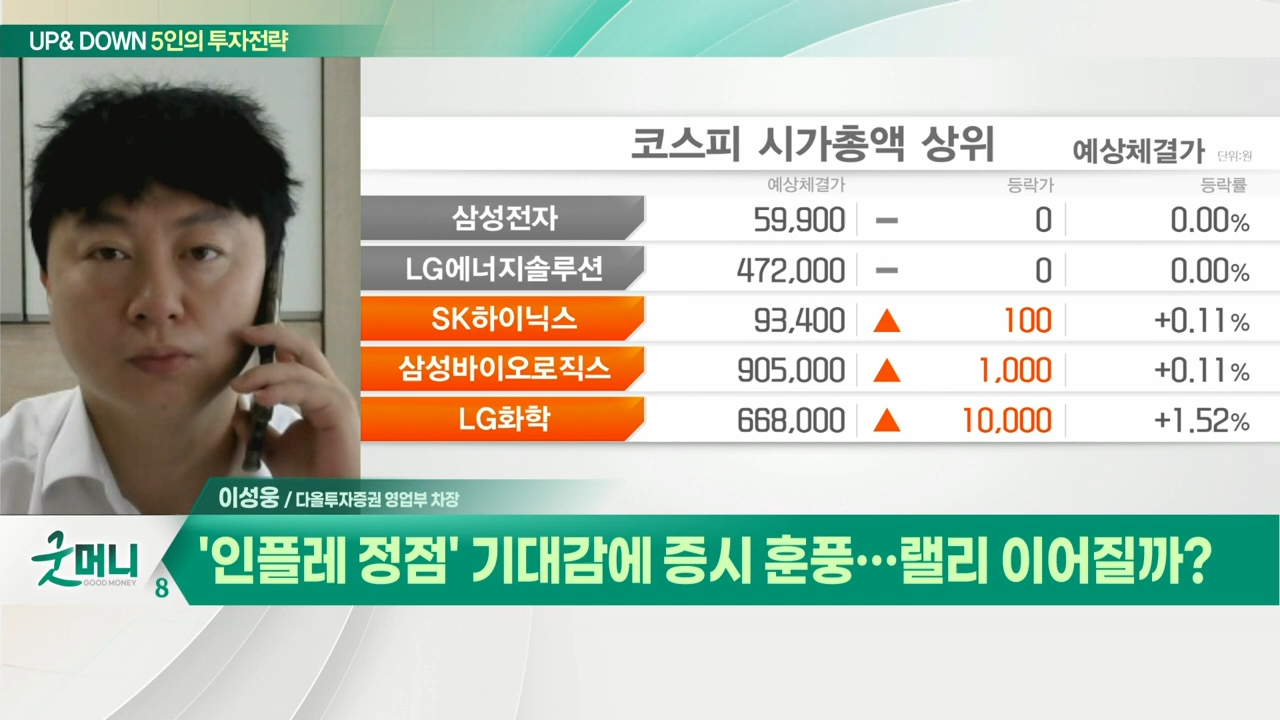 UP& DOWN 5인의 투자전략
코스피 시가총액 상위 예상체결가 단위:원
예상체결가 등락가 등락률
삼성전자 59,900 0 0.00%
LG에너지솔루션 472,000 0 0.00%
SK하이닉스 93,400 ▲ 100 +0.11%
삼성바이오로직스 905,000 ▲ 1,000 +0.11%
LG화학 668,000 ▲ 10,000 +1.52%
이성웅 / 다올투자증권 영업부 차장
굿머니
GOOD MONEY
8
'인플레 정점' 기대감에 증시 훈풍…랠리 이어질까?